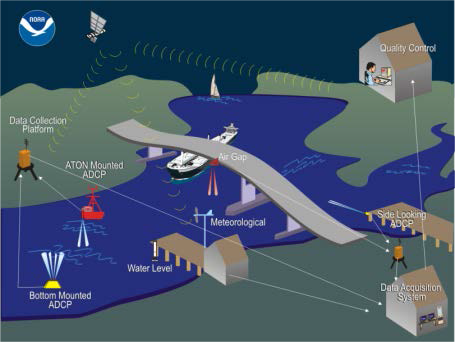 NOAA
Quality Control
Data Collection
Platform
ATON Mounted
ADCP
Air Gap
Meteorological
Side Looking
ADCP
Water Level
Bottom Mounted
ADCP
Data Acquisition
System